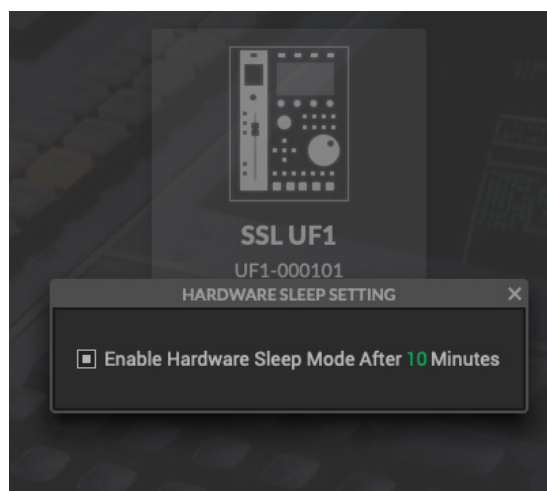 SSL UF1
UF1-000101
HARDWARE SLEEP SETTING
Enable Hardware Sleep Mode After 10 Minutes